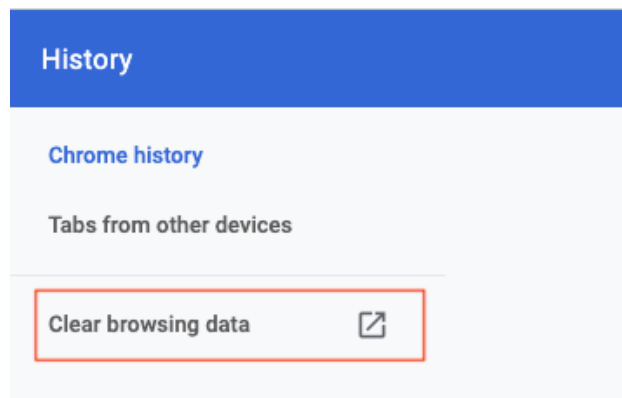 History
Chrome history
Tabs from other devices
Clear browsing data